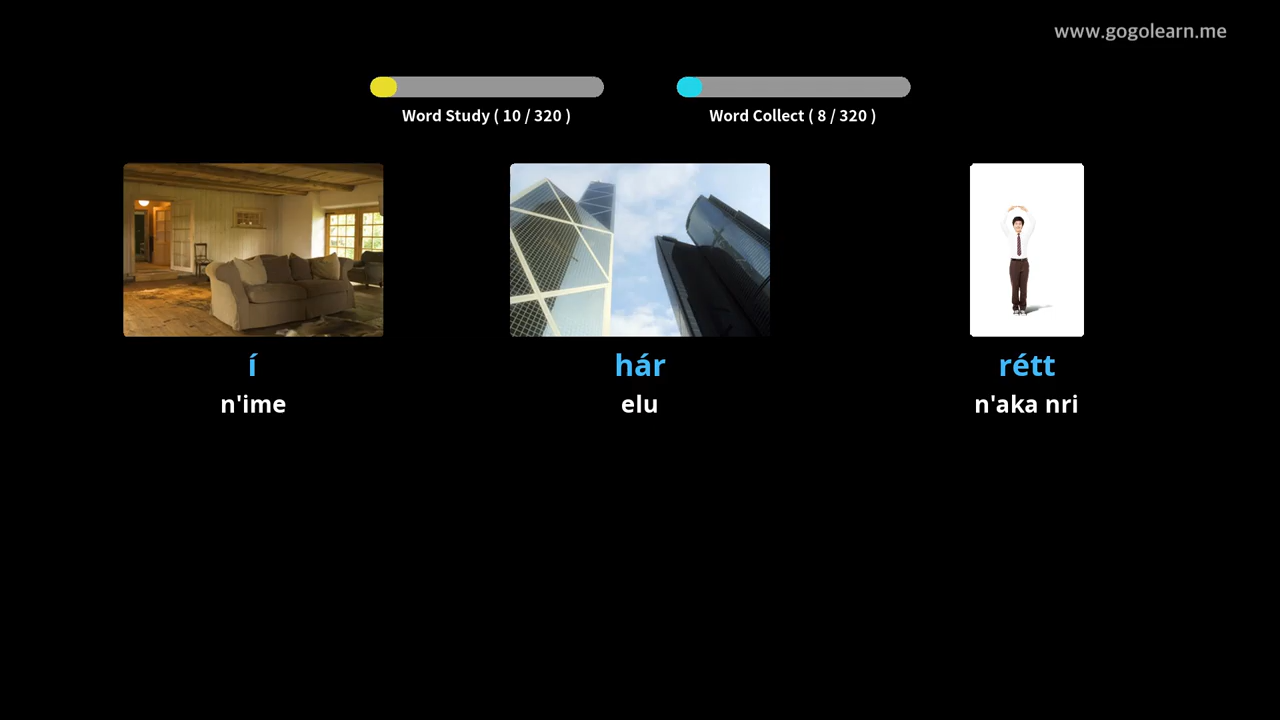 www.gogolearn.me
Word Study ( 10 / 320 )
Word Collect ( 8 / 320 )
í
hár
rétt
n'ime
elu
n'aka nri